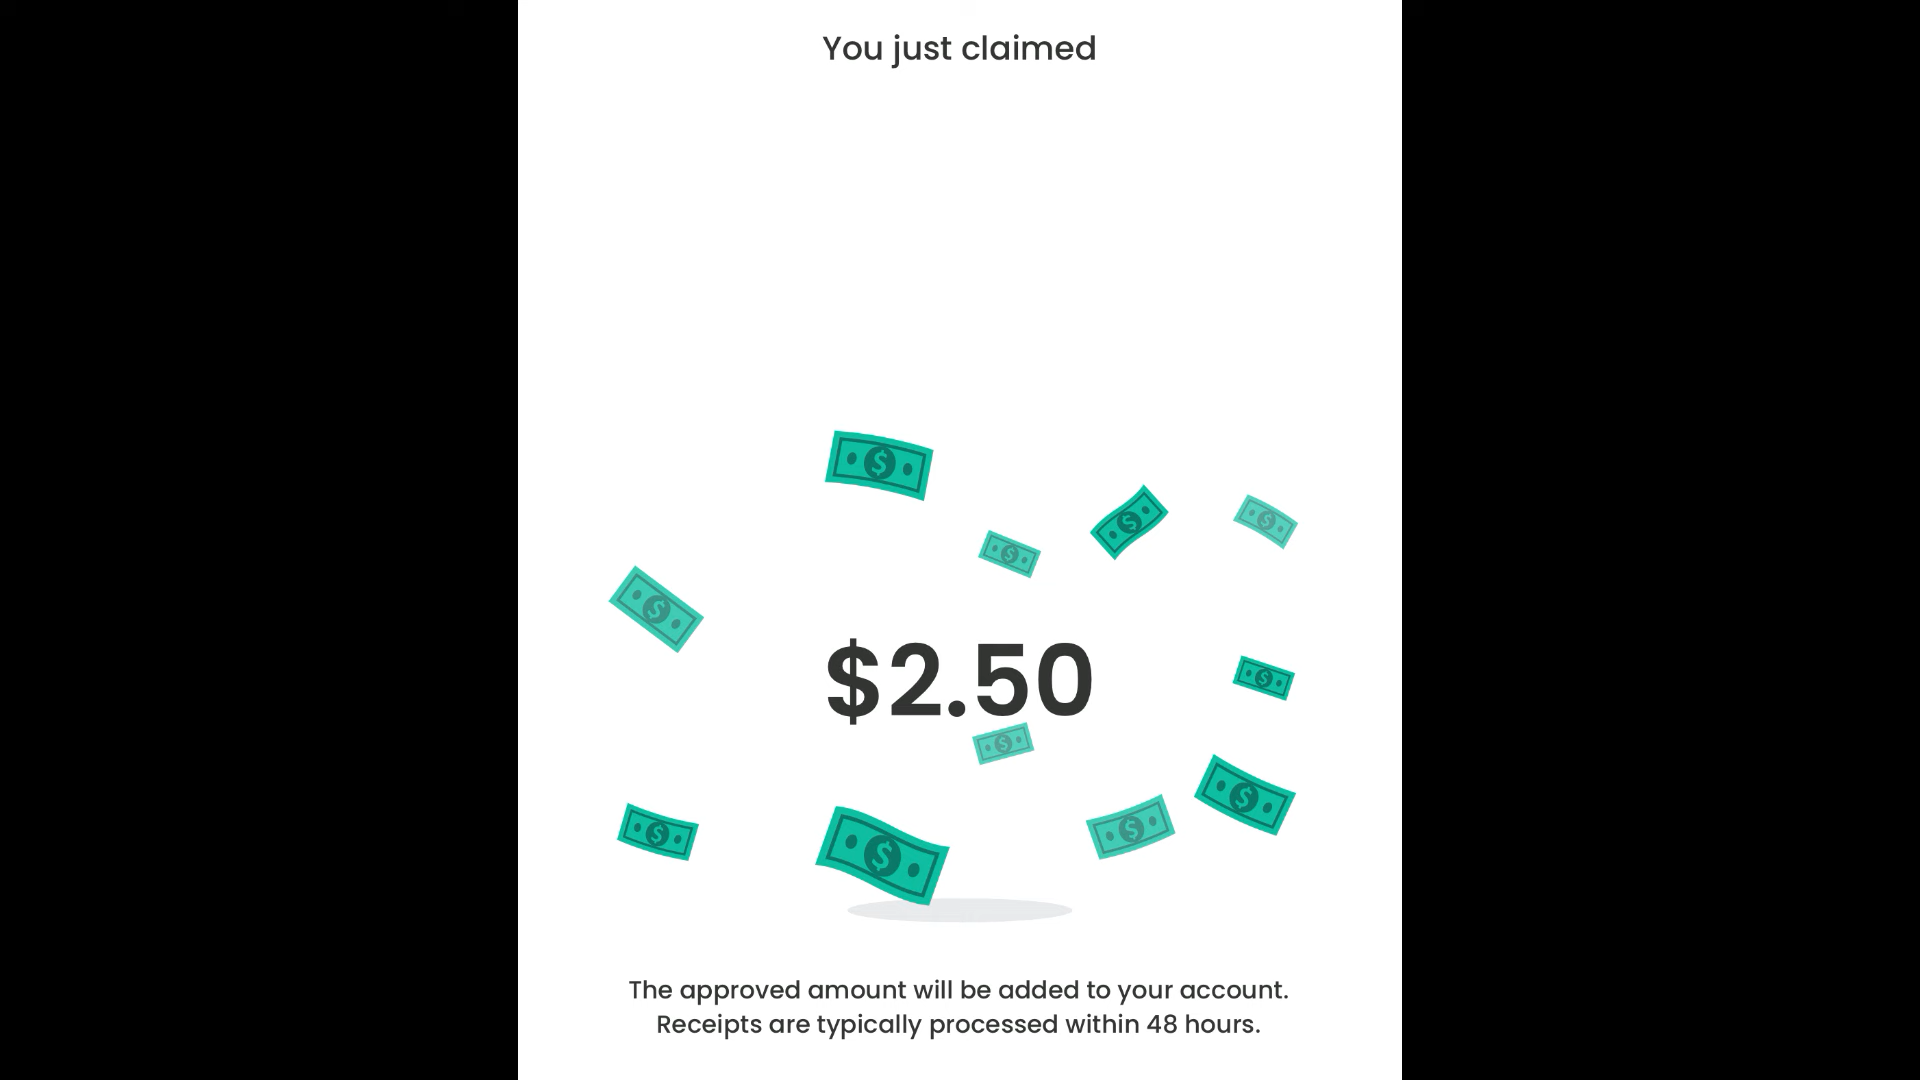 You just claimed
$2.50
The approved amount will be added to your account.
Receipts are typically processed within 48 hours.